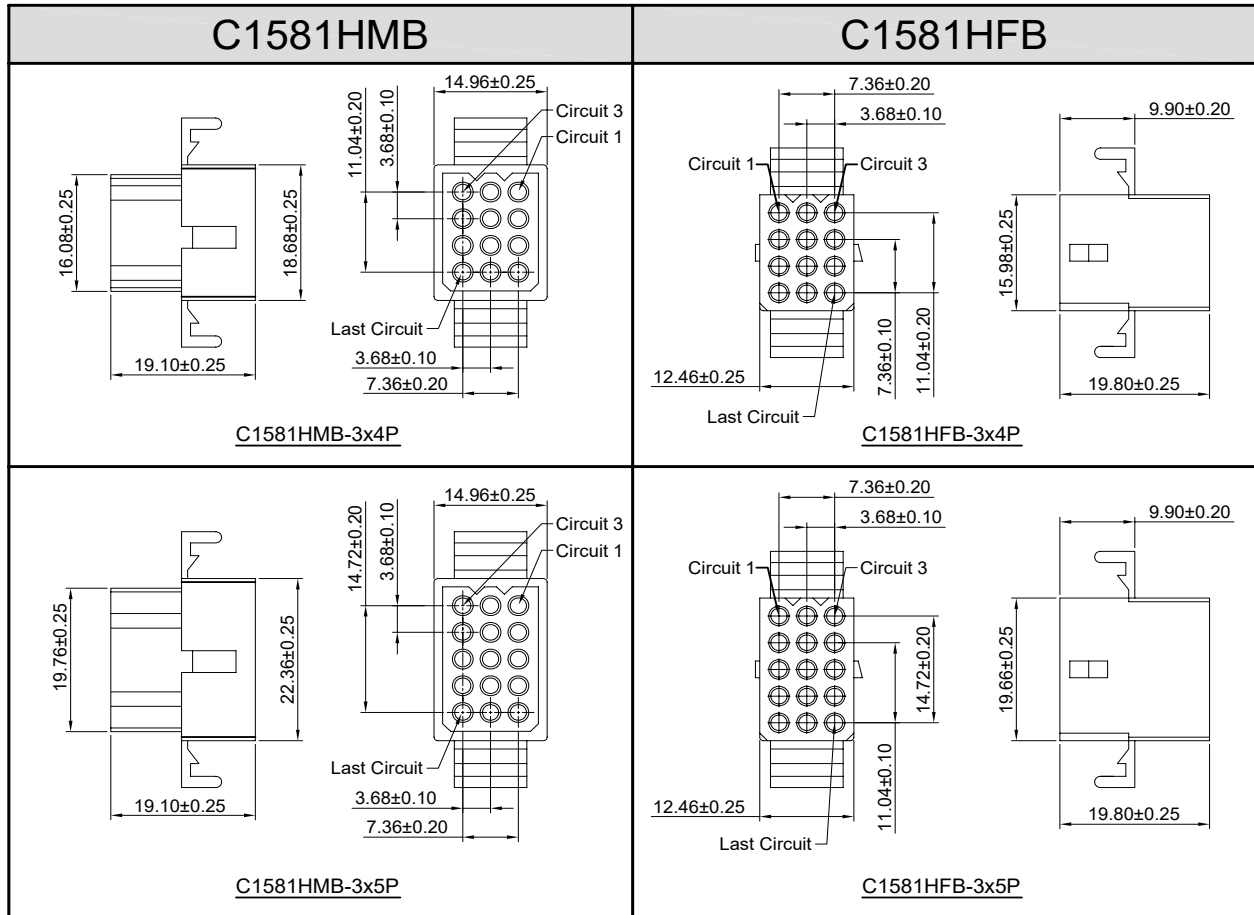 C1581HMB
C1581HFB
14.96±0.25
11.04±0.20
3.68±0.10
Circuit 3
Circuit 1
16.08±0.25
18.68±0.25
Last Circuit
3.68±0.10
19.10±0.25
7.36±0.20
C1581HMB-3x4P
7.36±0.20
3.68±0.10
9.90±0.20
Circuit 1
Circuit 3
15.98±0.25
7.36±0.10
11.04±0.20
12.46±0.25
19.80±0.25
Last Circuit
C1581HFB-3x4P
14.96±0.25
14.72±0.20
3.68±0.10
Circuit 3
Circuit 1
19.76±0.25
22.36±0.25
Last Circuit
3.68±0.10
19.10±0.25
7.36±0.20
C1581HMB-3x5P
7.36±0.20
3.68±0.10
9.90±0.20
Circuit 1
Circuit 3
14.72±0.20
19.66±0.25
11.04±0.10
12.46±0.25
19.80±0.25
Last Circuit
C1581HFB-3x5P